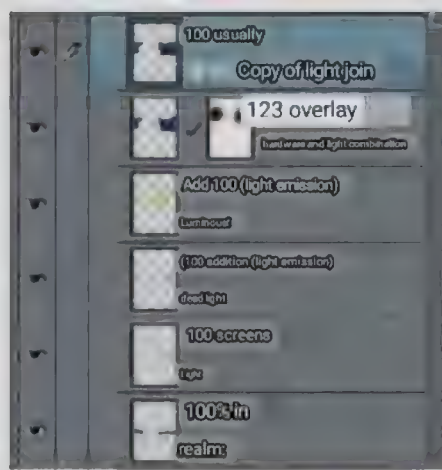 100 usually
Copy of light join
123 overlay
hardware and light combination
Add 100 (light emission)
Luminous!
(100 addition (light emission)
dead light
100 screens
Light
100% in
realm: